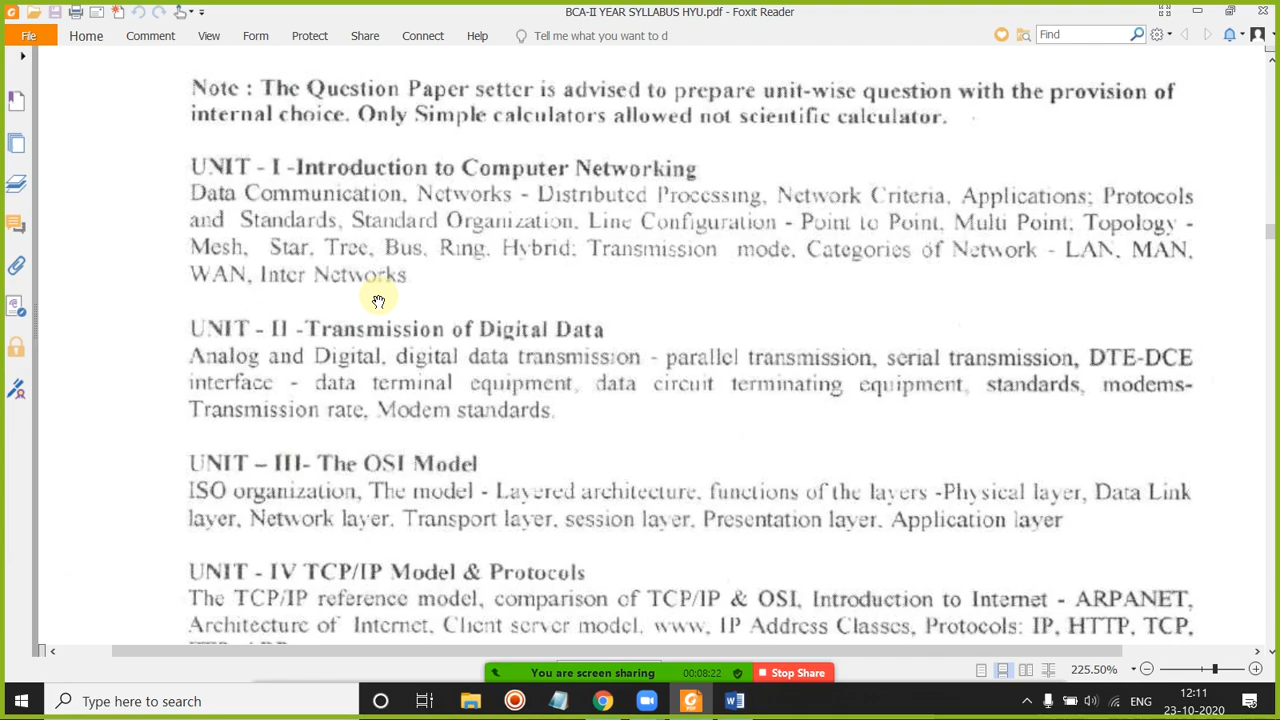 BCA-II YEAR SYLLABUS HYU.pdf - Foxit Reader
File Home Comment View Form Protect Share Connect Help Tell me what you want to d Find
Note : The Question Paper setter is advised to prepare unit-wise question with the provision of
internal choice. Only Simple calculators allowed not scientific calculator.
UNIT - I -Introduction to Computer Networking
Data Communication, Networks - Distributed Processing, Network Criteria, Applications; Protocols
and Standards, Standard Organization, Line Configuration - Point to Point, Multi Point; Topology -
Mesh, Star, Tree, Bus, Ring, Hybrid; Transmission mode, Categories of Network - LAN, MAN,
WAN, Inter Networks
UNIT - II -Transmission of Digital Data
Analog and Digital, digital data transmission - parallel transmission, serial transmission, DTE-DCE
interface - data terminal equipment, data circuit terminating equipment, standards, modems-
Transmission rate, Modem standards.
UNIT – III- The OSI Model
ISO organization, The model - Layered architecture, functions of the layers -Physical layer, Data Link
layer, Network layer, Transport layer, session layer, Presentation layer, Application layer
UNIT - IV TCP/IP Model & Protocols
The TCP/IP reference model, comparison of TCP/IP & OSI, Introduction to Internet - ARPANET,
Architecture of Internet, Client server model, www, IP Address Classes, Protocols: IP, HTTP, TCP,
You are screen sharing 00:08:22 Stop Share
225.50%
Type here to search
ENG
12:11
23-10-2020